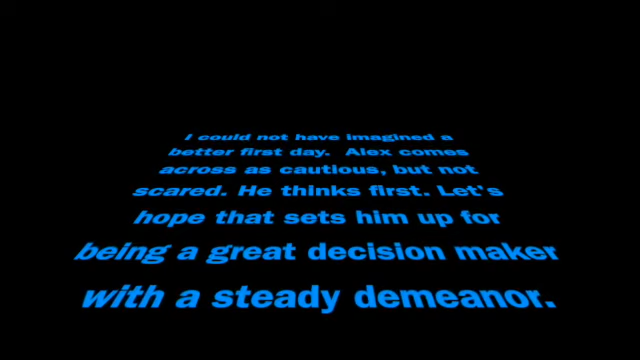 I could not have imagined a
better first day.  Alex comes
across as cautious, but not
scared. He thinks first. Let's
hope that sets him up for
being a great decision maker
with a steady demeanor.